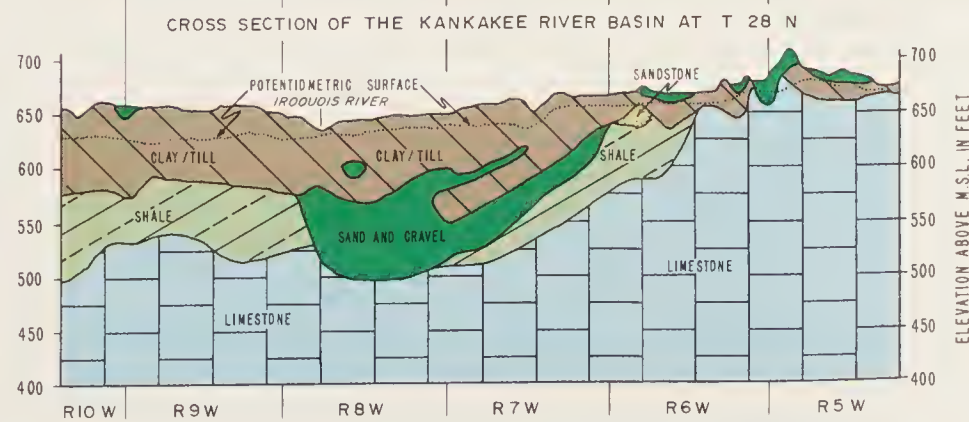 CROSS SECTION OF THE KANKAKEE RIVER BASIN AT T 28 N
700
650
600
550
500
450
400
POTENTIOMETRIC SURFACE
IROQUOIS RIVER
SANDSTONE
CLAY/TILL
CLAY/TILL
SHALE
SHALE
SAND AND GRAVEL
LIMESTONE
LIMESTONE
700
650
600
550
500
450
400
ELEVATION ABOVE M.S.L. IN FEET
R10 W
R9W
R8W
R7W
R6W
R5W